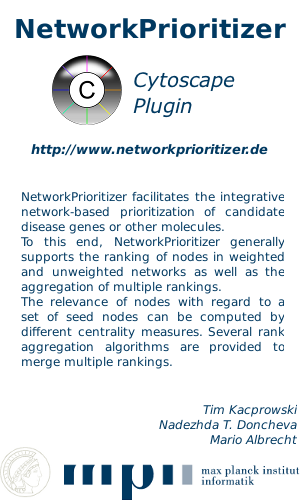 NetworkPrioritizer
C
Cytoscape
Plugin
http://www.networkprioritizer.de
NetworkPrioritizer facilitates the integrative
network-based prioritization of candidate
disease genes or other molecules.
To this end, NetworkPrioritizer generally
supports the ranking of nodes in weighted
and unweighted networks as well as the
aggregation of multiple rankings.
The relevance of nodes with regard to a
set of seed nodes can be computed by
different centrality measures. Several rank
aggregation algorithms are provided to
merge multiple rankings.
Tim Kacprowski
Nadezhda T. Doncheva
Mario Albrecht
mpi
max planck institut
informatik